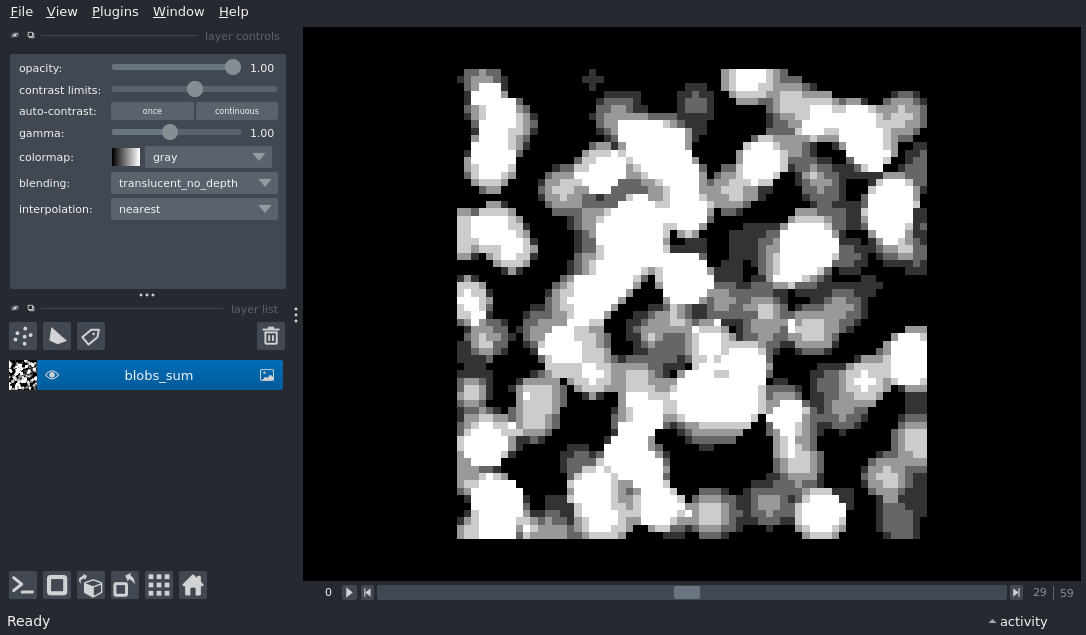 File View Plugins Window Help
layer controls
opacity: 1.00
contrast limits:
auto-contrast: once continuous
gamma: 1.00
colormap: gray
blending: translucent_no_depth
interpolation: nearest
layer list
blobs_sum
0 29 59
Ready activity